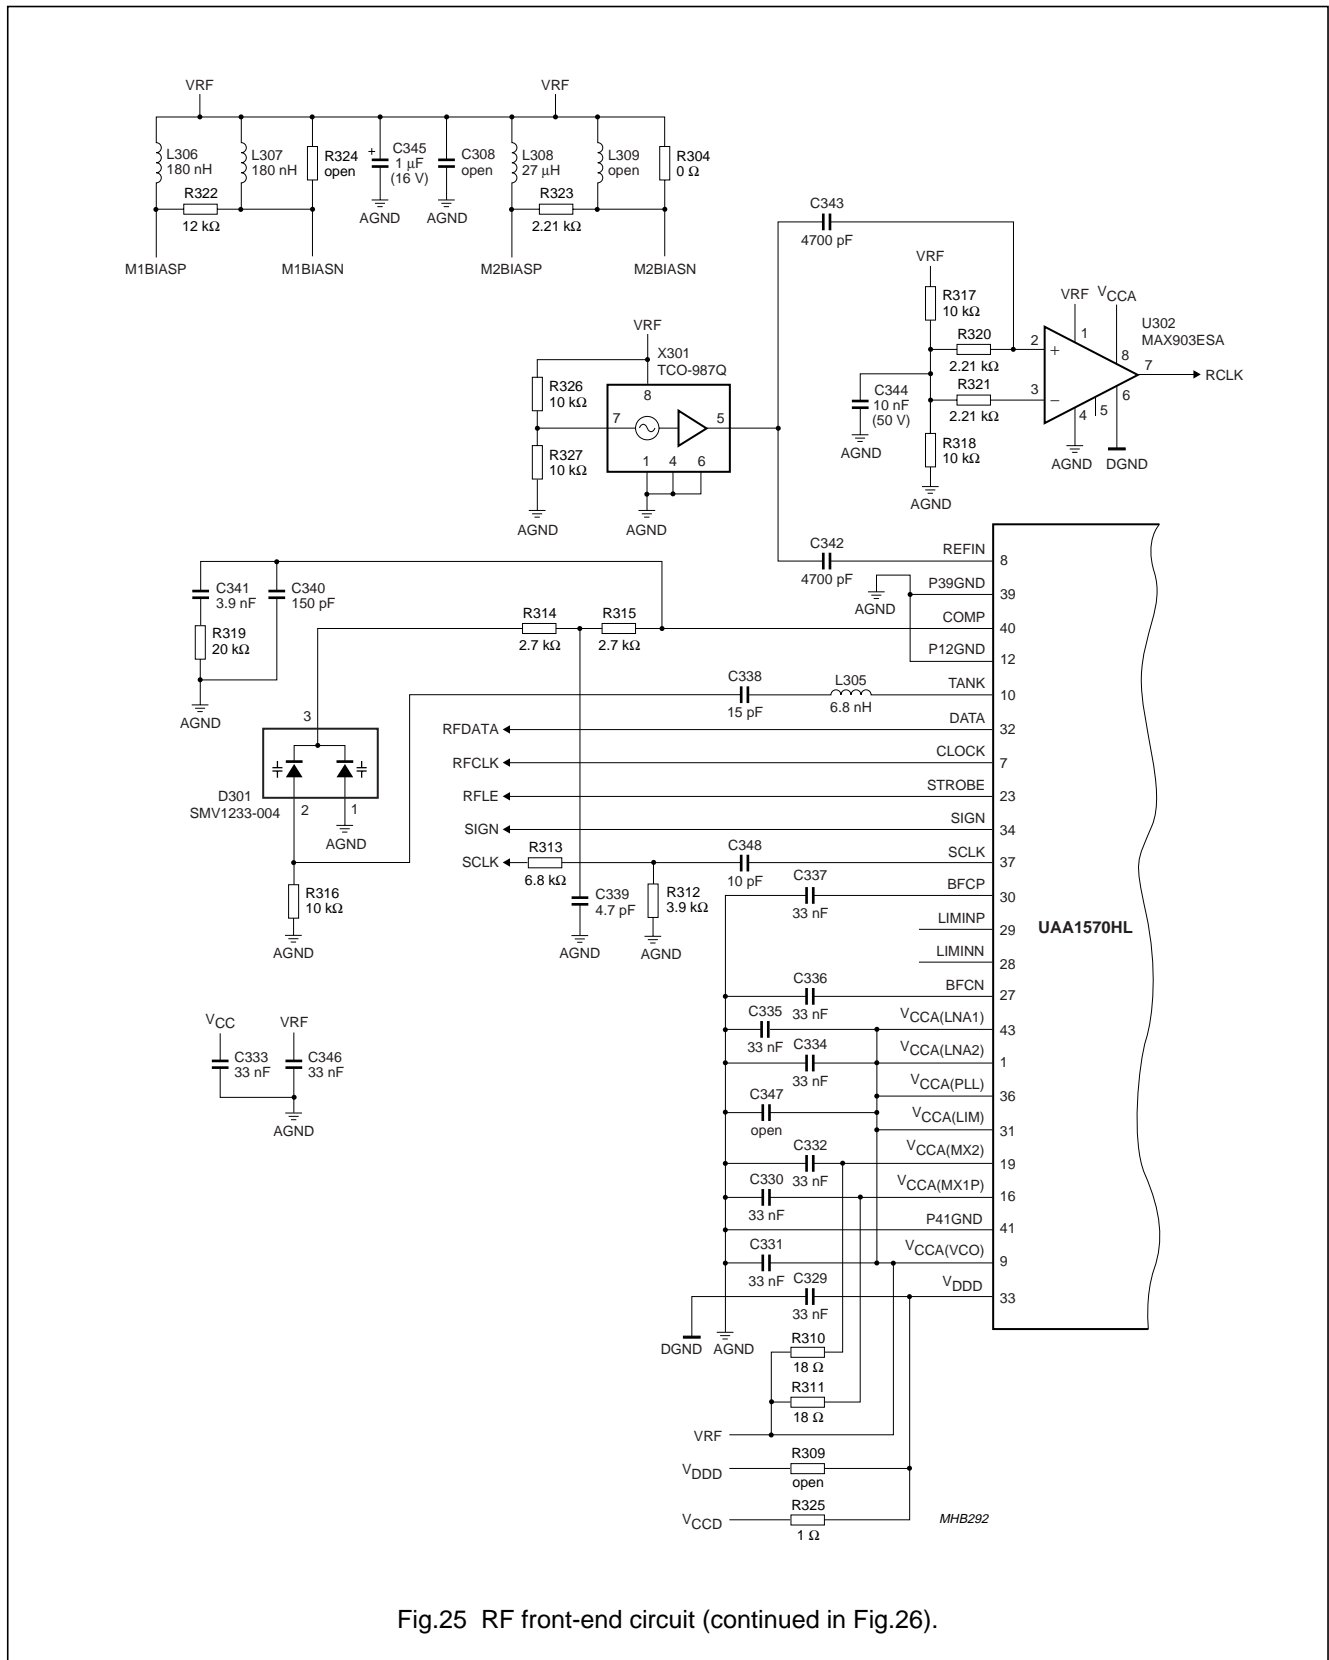 VRF VRF
L306
180 nH
L307
180 nH
R324
open
+
C345
1 µF
(16 V)
C308
open
L308
27 µH
L309
open
R304
0 Ω
R322
12 kΩ
AGND AGND
R323
2.21 kΩ
M1BIASP M1BIASN M2BIASP M2BIASN
C343
4700 pF
VRF
R317
10 kΩ
VRF VCCA
U302
MAX903ESA
1 8
R320
2.21 kΩ
2 +
7 RCLK
R321
2.21 kΩ
3 −
4 5 6
C344
10 nF
(50 V)
AGND
R318
10 kΩ
AGND
AGND DGND
VRF
X301
TCO-987Q
8
R326
10 kΩ
7 5
R327
10 kΩ
1 4 6
AGND AGND
C342
4700 pF
REFIN
8
AGND
P39GND
39
C341
3.9 nF
C340
150 pF
R319
20 kΩ
AGND
R314
2.7 kΩ
R315
2.7 kΩ
COMP
40
P12GND
12
C338
15 pF
L305
6.8 nH
TANK
10
3
D301
SMV1233-004
2 1
AGND
R316
10 kΩ
AGND
RFDATA DATA 32
RFCLK CLOCK 7
RFLE STROBE 23
SIGN SIGN 34
SCLK
R313
6.8 kΩ
C348
10 pF
SCLK 37
C339
4.7 pF
AGND
R312
3.9 kΩ
AGND
C337
33 nF
BFCP 30
LIMINP 29
UAA1570HL
LIMINN 28
C336
33 nF
BFCN 27
C335
33 nF
VCCA(LNA1) 43
C334
33 nF
VCCA(LNA2) 1
VCCA(PLL) 36
C347
open
VCCA(LIM) 31
C332
33 nF
VCCA(MX2) 19
C330
33 nF
VCCA(MX1P) 16
P41GND 41
C331
33 nF
VCCA(VCO) 9
C329
33 nF
VDDD 33
VCC VRF
C333
33 nF
C346
33 nF
AGND
DGND AGND
R310
18 Ω
R311
18 Ω
VRF
R309
VDDD
open
R325
VCCD
1 Ω
MHB292
Fig.25 RF front-end circuit (continued in Fig.26).